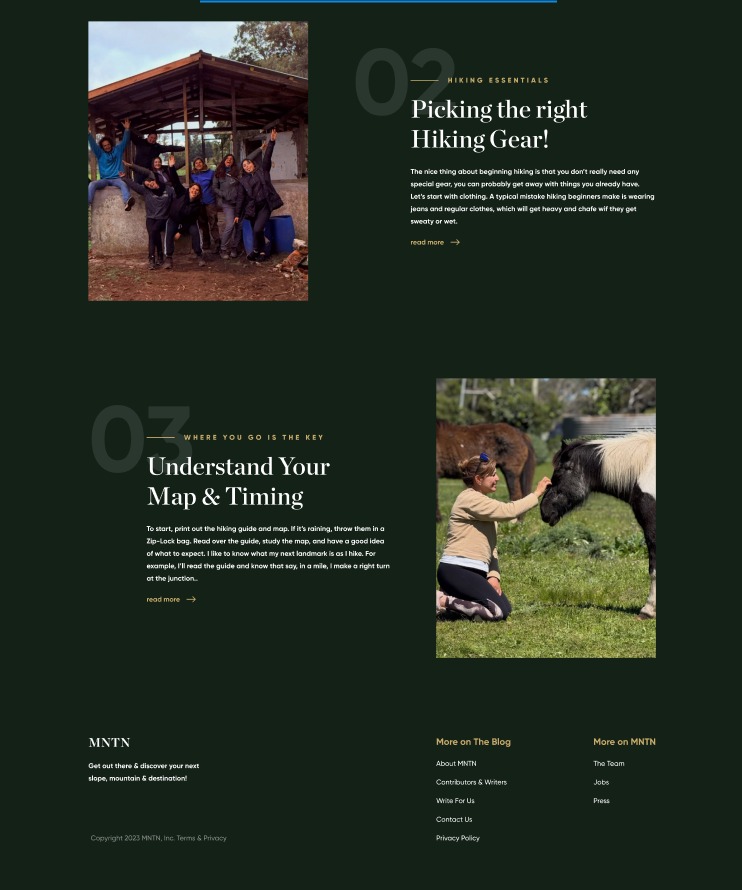 02
HIKING ESSENTIALS
Picking the right
Hiking Gear!
The nice thing about beginning hiking is that you don't really need any
special gear, you can probably get away with things you already have.
Let's start with clothing. A typical mistake hiking beginners make is wearing
jeans and regular clothes, which will get heavy and chafe wif they get
sweaty or wet.
read more
03
WHERE YOU GO IS THE KEY
Understand Your
Map & Timing
To start, print out the hiking guide and map. If it's raining, throw them in a
Zip-Lock bag. Read over the guide, study the map, and have a good idea
of what to expect. I like to know what my next landmark is as I hike. For
example, I'll read the guide and know that say, in a mile, I make a right turn
at the junction..
read more
MNTN
Get out there & discover your next
slope, mountain & destination!
Copyright 2023 MNTN, Inc. Terms & Privacy
More on The Blog
About MNTN
Contributors & Writers
Write For Us
Contact Us
Privacy Policy
More on MNTN
The Team
Jobs
Press